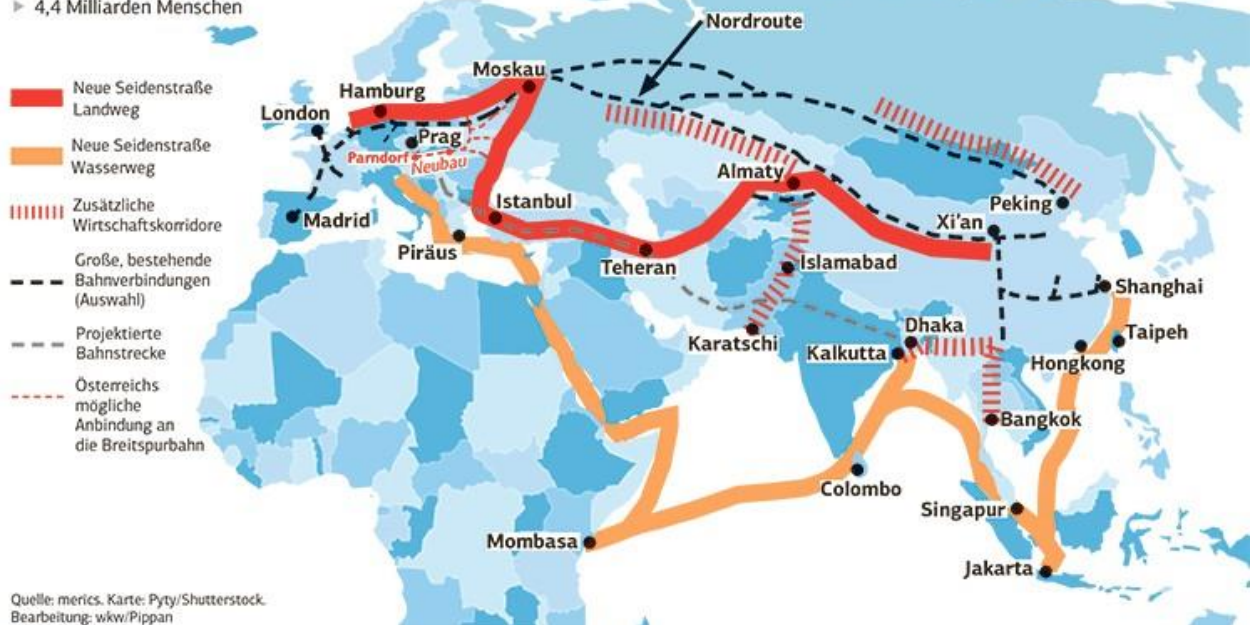 ▶ 4,4 Milliarden Menschen
Neue Seidenstraße
Landweg
Neue Seidenstraße
Wasserweg
Zusätzliche
Wirtschaftskorridore
Große, bestehende
Bahnverbindungen
(Auswahl)
Projektierte
Bahnstrecke
Österreichs
mögliche
Anbindung an
die Breitspurbahn
Nordroute
Moskau
Hamburg
London
Prag
Parndorf
Neubau
Almaty
Madrid
Istanbul
Peking
Xi'an
Piräus
Teheran
Islamabad
Shanghai
Karatschi
Dhaka
Taipeh
Kalkutta
Hongkong
Bangkok
Colombo
Singapur
Mombasa
Jakarta
Quelle: merics. Karte: Pyty/Shutterstock.
Bearbeitung: wkw/Pippan